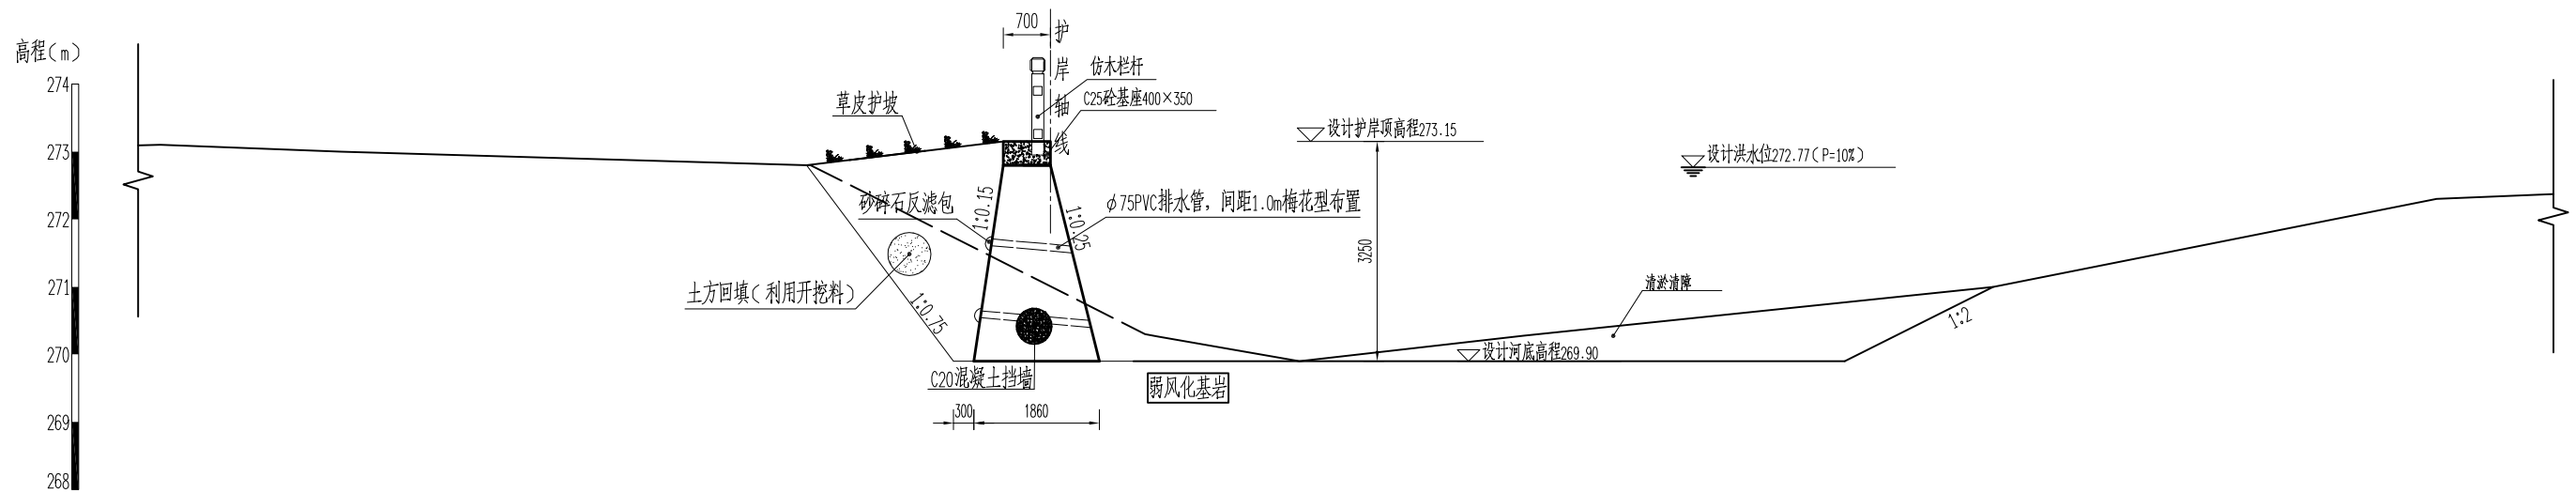 高程(m)
274
273
272
271
270
269
268
700
护岸轴线
仿木栏杆
C25砼基座400×350
草皮护坡
设计护岸顶高程273.15
设计洪水位272.77(P=10%)
砂碎石反滤包
1:0.15
1:0.25
φ75PVC排水管，间距1.0m梅花型布置
3250
土方回填(利用开挖料)
1:0.75
清淤清障
1:2
设计河底高程269.90
C20混凝土挡墙
弱风化基岩
300
1860